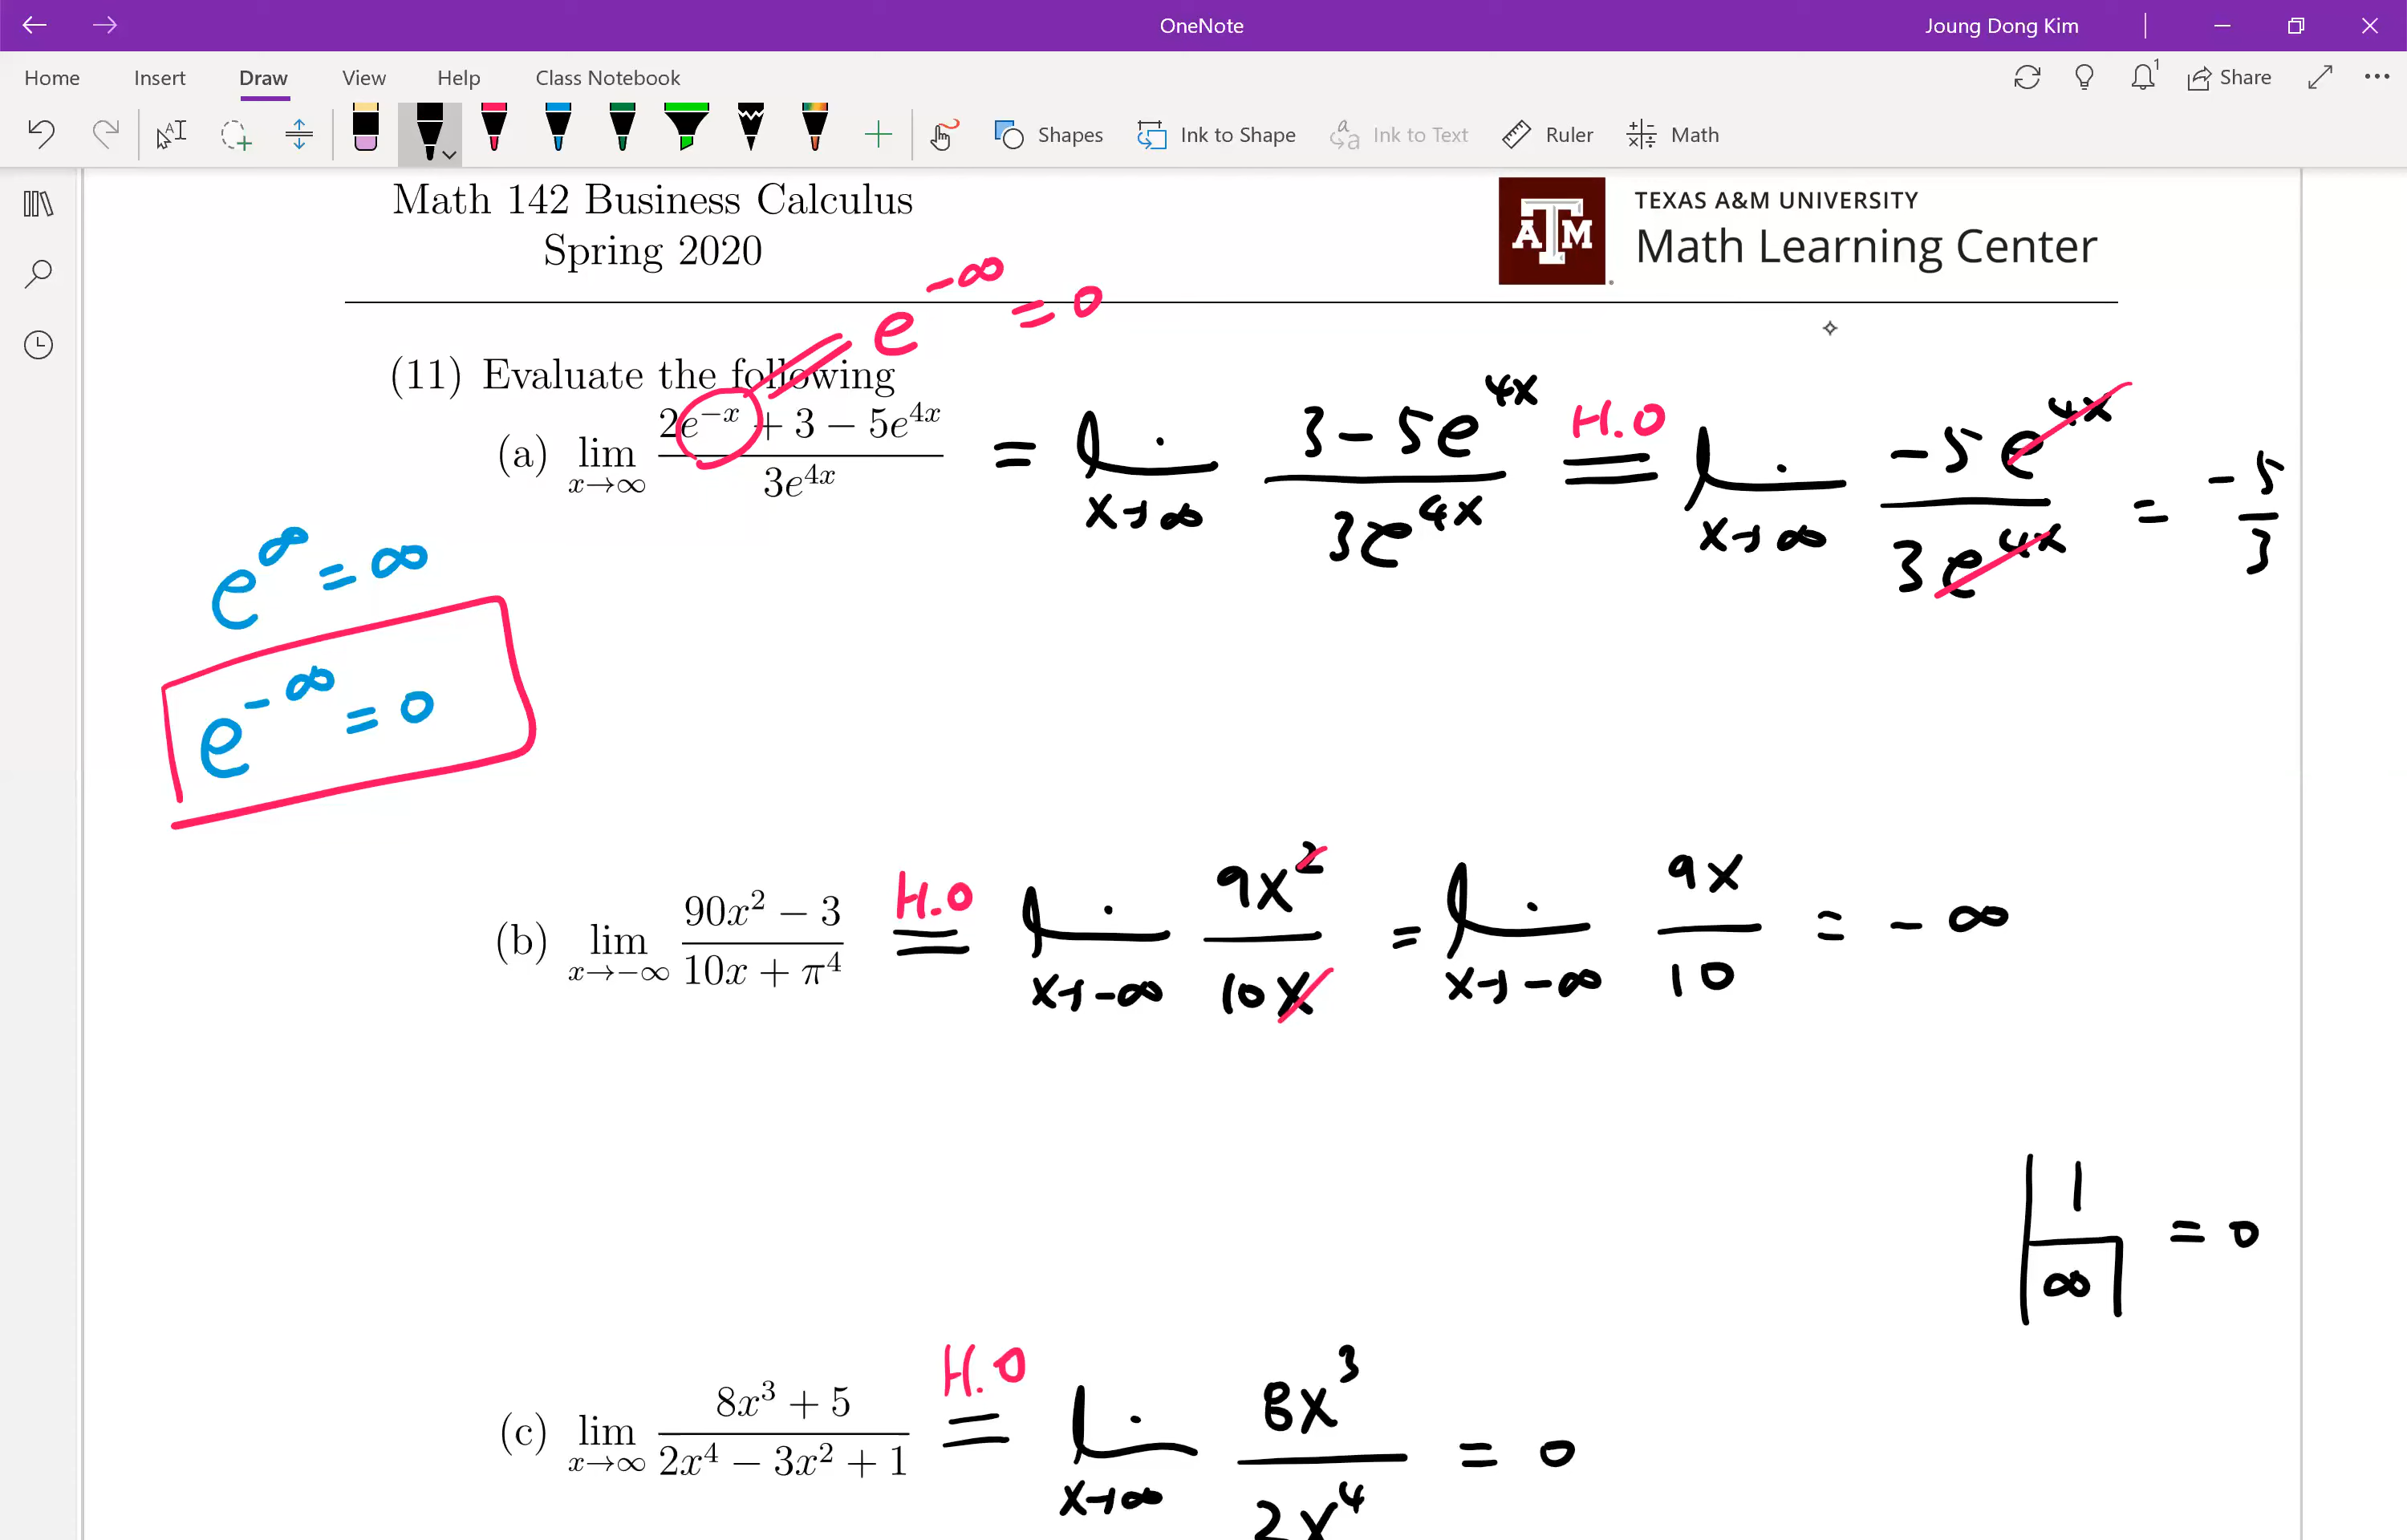 OneNote
Joung Dong Kim
Home Insert Draw View Help Class Notebook
1 Share
Shapes Ink to Shape Ink to Text Ruler Math
Math 142 Business Calculus
Spring 2020
TEXAS A&M UNIVERSITY
Math Learning Center
e^{-∞} = 0
(11) Evaluate the following
(a) lim_{x→∞} (2e^{−x} + 3 − 5e^{4x})/(3e^{4x}) = lim_{x→∞} (3 − 5e^{4x})/(3e^{4x}) H.O = lim_{x→∞} (−5e^{4x})/(3e^{4x}) = −5/3
e^{∞} = ∞
e^{-∞} = 0
(b) lim_{x→−∞} (90x² − 3)/(10x + π⁴) H.O = lim_{x→−∞} 9x²/10x = lim_{x→−∞} 9x/10 = −∞
1/∞ = 0
(c) lim_{x→∞} (8x³ + 5)/(2x⁴ − 3x² + 1) H.O = lim_{x→∞} 8x³/2x⁴ = 0